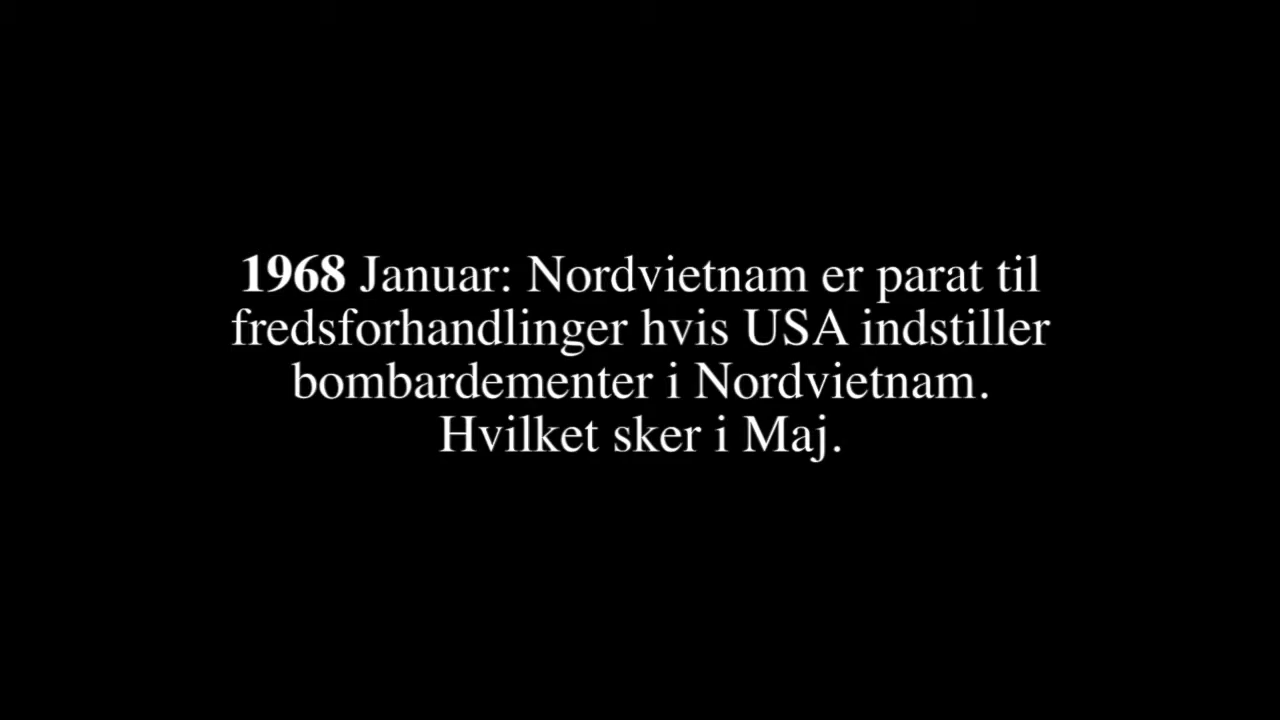 1968 Januar: Nordvietnam er parat til
fredsforhandlinger hvis USA indstiller
bombardementer i Nordvietnam.
Hvilket sker i Maj.